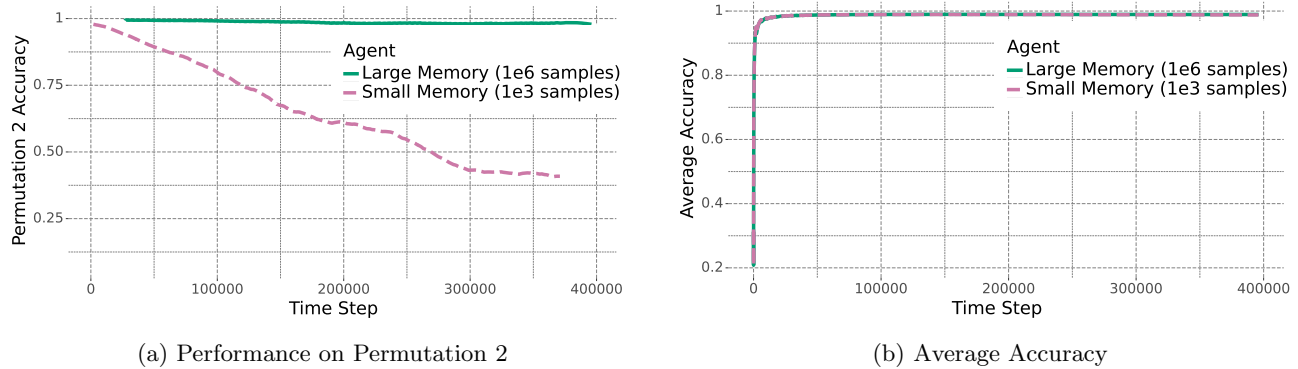 Permutation 2 Accuracy
1
0.75
0.50
0.25
Agent
Large Memory (1e6 samples)
Small Memory (1e3 samples)
0 100000 200000 300000 400000
Time Step
(a) Performance on Permutation 2
Average Accuracy
1
0.8
0.6
0.4
0.2
Agent
Large Memory (1e6 samples)
Small Memory (1e3 samples)
0 100000 200000 300000 400000
Time Step
(b) Average Accuracy